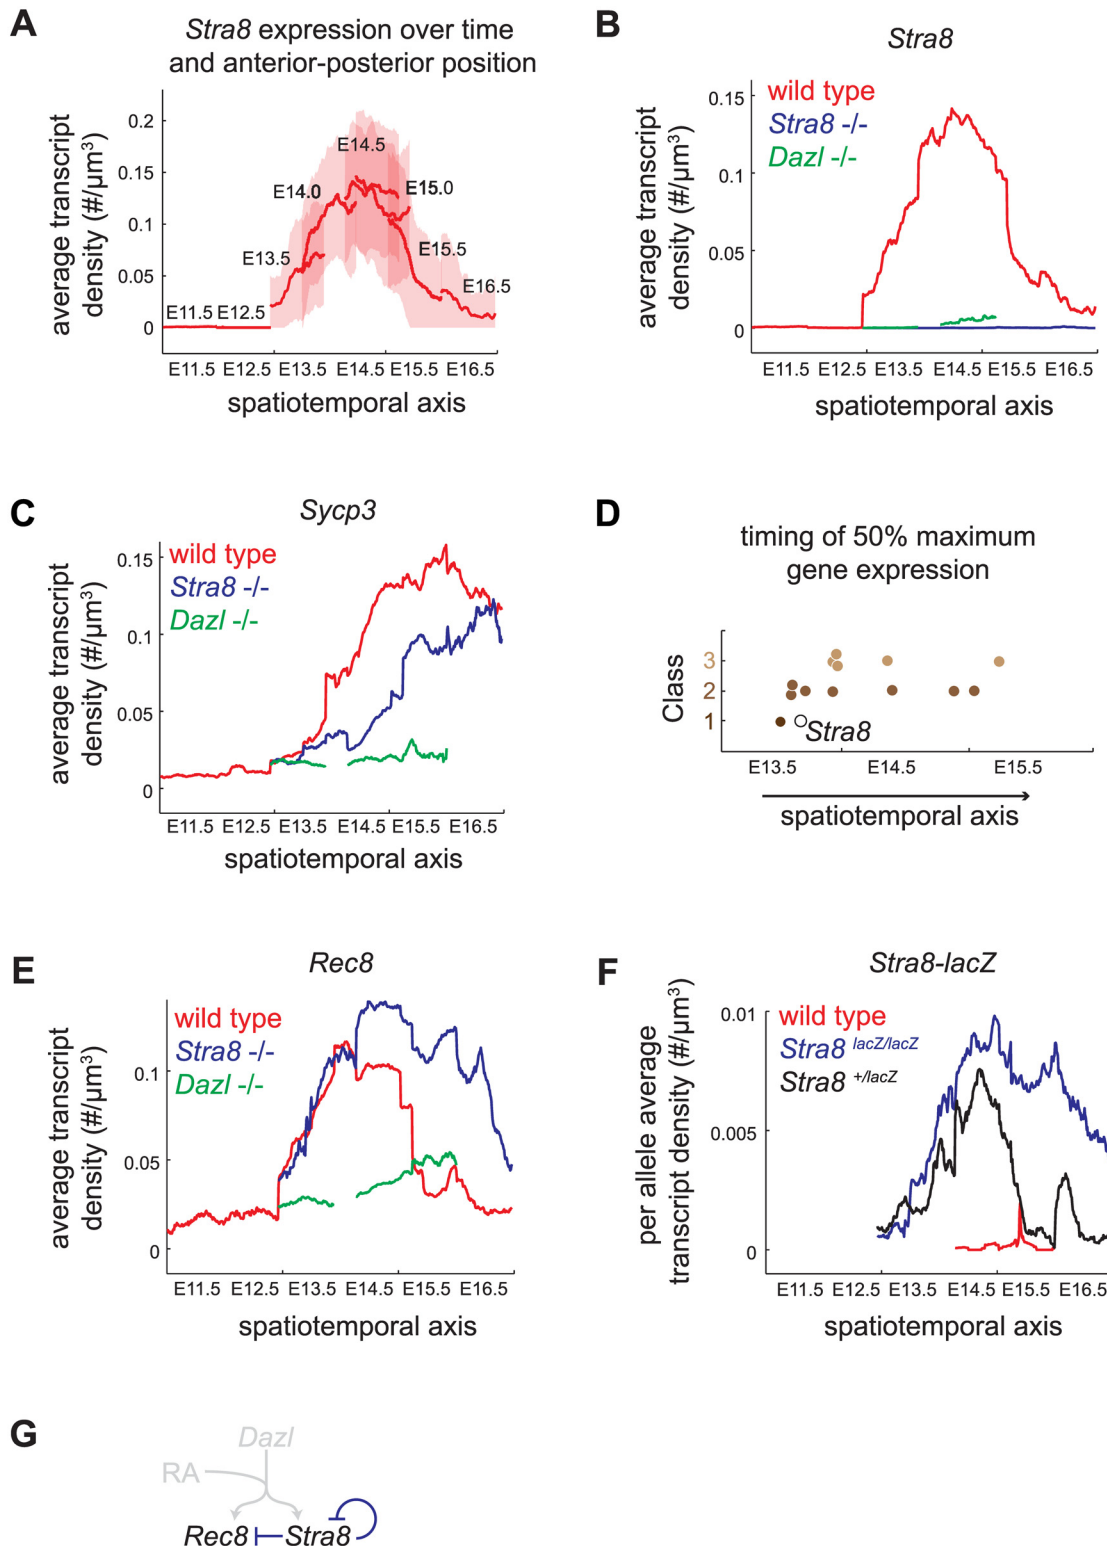 A
Stra8 expression over time
and anterior-posterior position
average transcript
density (#/μm³)
0.2
0.15
0.1
0.05
0
E14.5
E14.0
E15.0
E13.5
E15.5
E16.5
E11.5 E12.5
E11.5 E12.5 E13.5 E14.5 E15.5 E16.5
spatiotemporal axis
B
Stra8
average transcript
density (#/μm³)
0.15
0.1
0.05
0
wild type
Stra8 -/-
Dazl -/-
E11.5 E12.5 E13.5 E14.5 E15.5 E16.5
spatiotemporal axis
C
Sycp3
average transcript
density (#/μm³)
0.15
0.1
0.05
0
wild type
Stra8 -/-
Dazl -/-
E11.5 E12.5 E13.5 E14.5 E15.5 E16.5
spatiotemporal axis
D
timing of 50% maximum
gene expression
Class
3
2
1
Stra8
E13.5 E14.5 E15.5
spatiotemporal axis
E
Rec8
average transcript
density (#/μm³)
0.1
0.05
0
wild type
Stra8 -/-
Dazl -/-
E11.5 E12.5 E13.5 E14.5 E15.5 E16.5
spatiotemporal axis
F
Stra8-lacZ
per allele average
transcript density (#/μm³)
0.01
0.005
0
wild type
Stra8 lacZ/lacZ
Stra8 +/lacZ
E11.5 E12.5 E13.5 E14.5 E15.5 E16.5
spatiotemporal axis
G
Dazl
RA
Rec8 Stra8